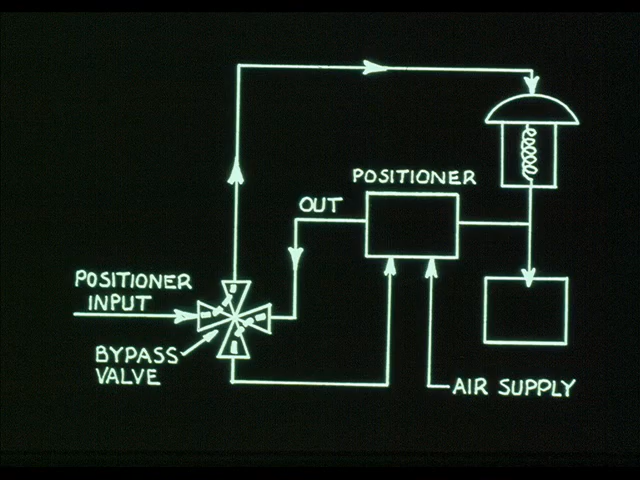 POSITIONER
OUT
POSITIONER
INPUT
BYPASS
VALVE
AIR SUPPLY